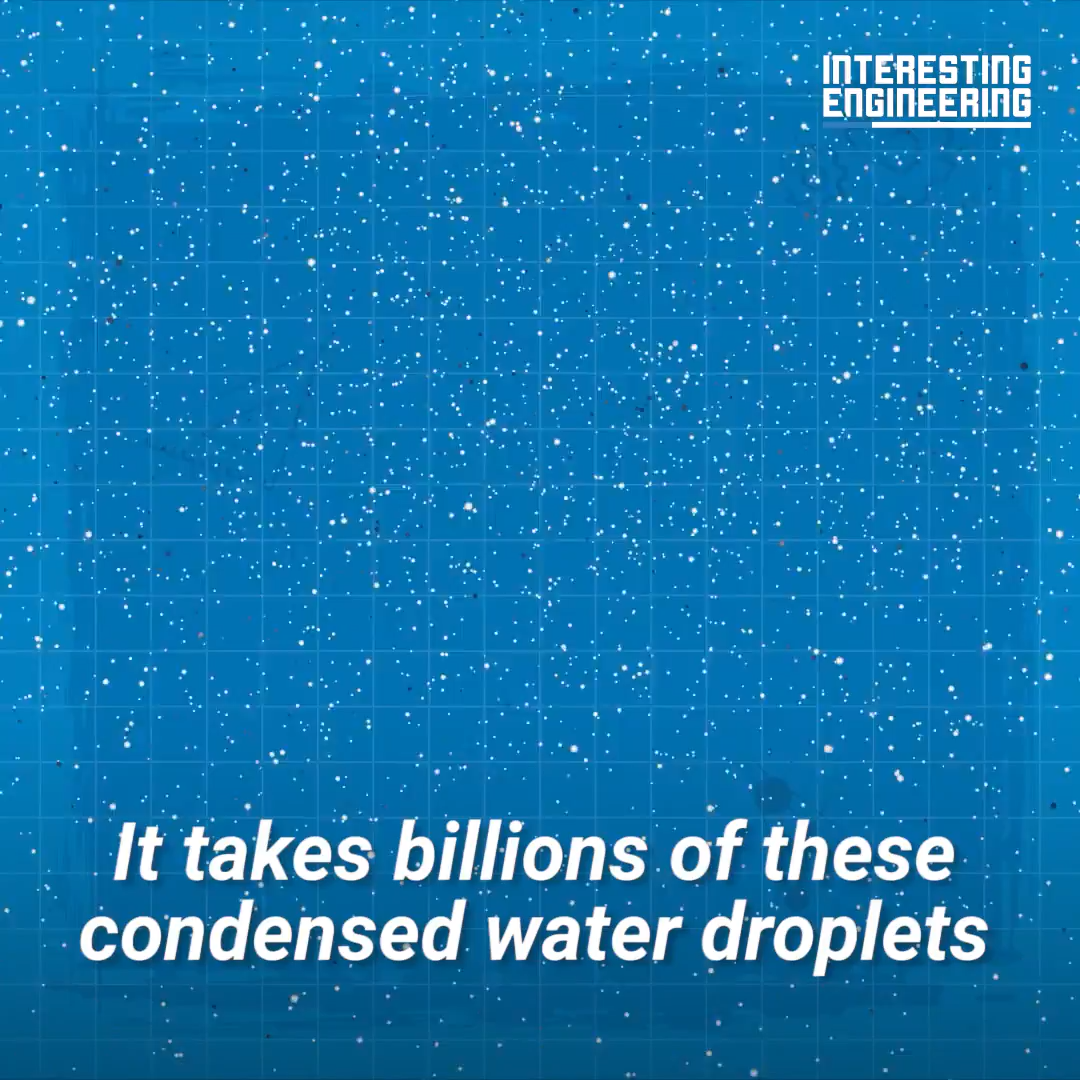 INTERESTING
ENGINEERING
It takes billions of these
condensed water droplets